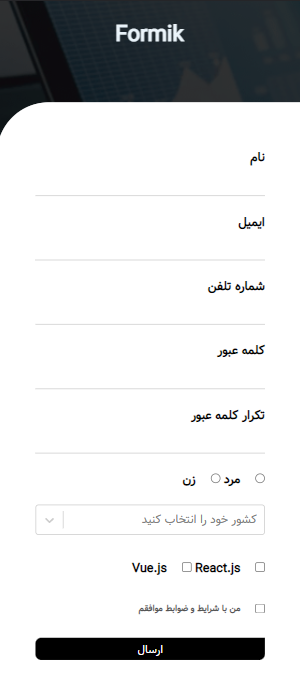 Formik
نام
ایمیل
شماره تلفن
کلمه عبور
تکرار کلمه عبور
مرد زن
کشور خود را انتخاب کنید
React.js Vue.js
من با شرایط و ضوابط موافقم
ارسال